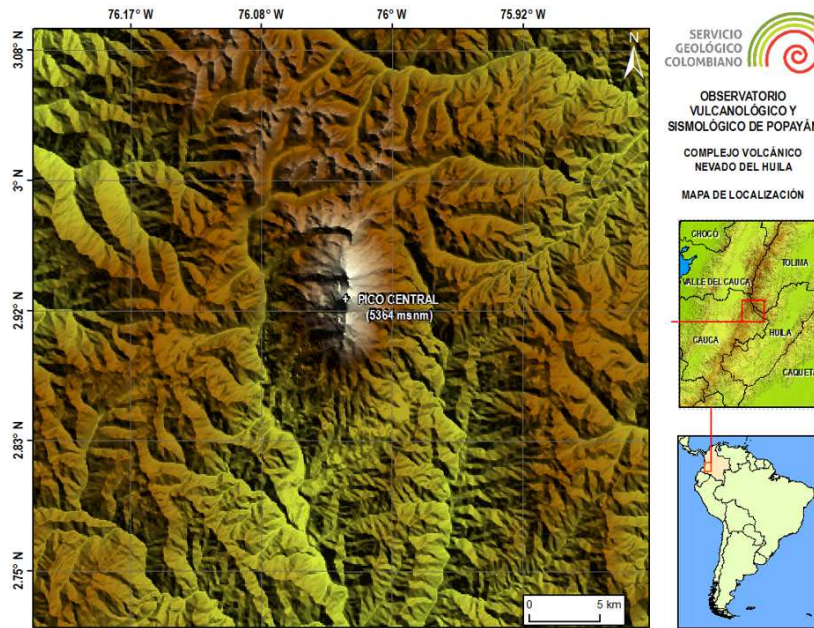 76.17 W
76.08 W
76 W
75.92 W
3.08° N
3° N
2.92° N
2.83° N
2.75° N
N
PICO CENTRAL
(5364 msnm)
0 5 km
SERVICIO
GEOLÓGICO
COLOMBIANO
OBSERVATORIO
VULCANOLÓGICO Y
SISMOLÓGICO DE POPAYÁN
COMPLEJO VOLCÁNICO
NEVADO DEL HUILA
MAPA DE LOCALIZACIÓN
CHOCÓ
TOLIMA
VALLE DEL CAUCA
HUILA
CAUCA
CAQUETA